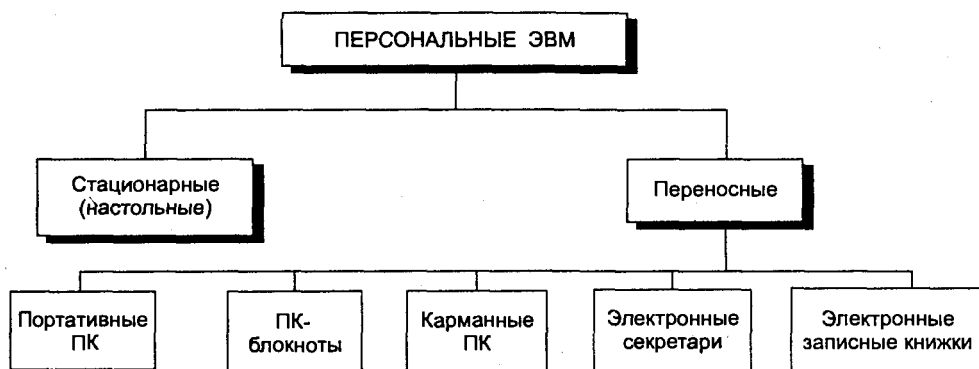 ПЕРСОНАЛЬНЫЕ ЭВМ
Стационарные
(настольные)
Переносные
Портативные
ПК
ПК-
блокноты
Карманные
ПК
Электронные
секретари
Электронные
записные книжки